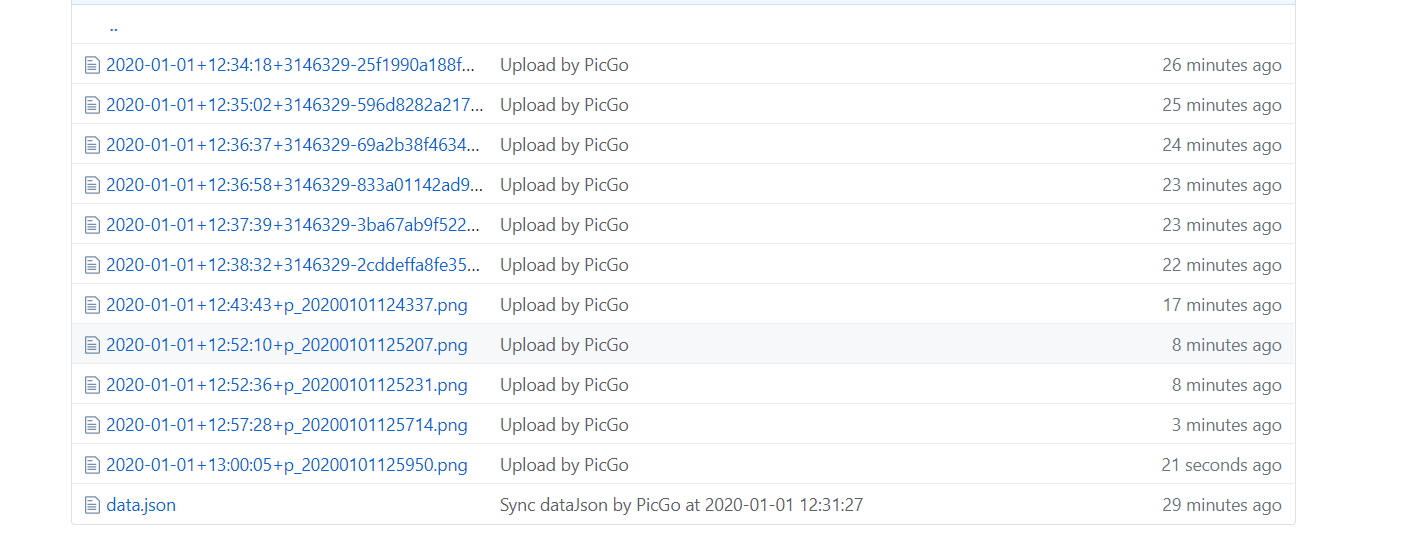 ..
2020-01-01+12:34:18+3146329-25f1990a188f... Upload by PicGo 26 minutes ago
2020-01-01+12:35:02+3146329-596d8282a217... Upload by PicGo 25 minutes ago
2020-01-01+12:36:37+3146329-69a2b38f4634... Upload by PicGo 24 minutes ago
2020-01-01+12:36:58+3146329-833a01142ad9... Upload by PicGo 23 minutes ago
2020-01-01+12:37:39+3146329-3ba67ab9f522... Upload by PicGo 23 minutes ago
2020-01-01+12:38:32+3146329-2cddeffa8fe35... Upload by PicGo 22 minutes ago
2020-01-01+12:43:43+p_20200101124337.png Upload by PicGo 17 minutes ago
2020-01-01+12:52:10+p_20200101125207.png Upload by PicGo 8 minutes ago
2020-01-01+12:52:36+p_20200101125231.png Upload by PicGo 8 minutes ago
2020-01-01+12:57:28+p_20200101125714.png Upload by PicGo 3 minutes ago
2020-01-01+13:00:05+p_20200101125950.png Upload by PicGo 21 seconds ago
data.json Sync dataJson by PicGo at 2020-01-01 12:31:27 29 minutes ago